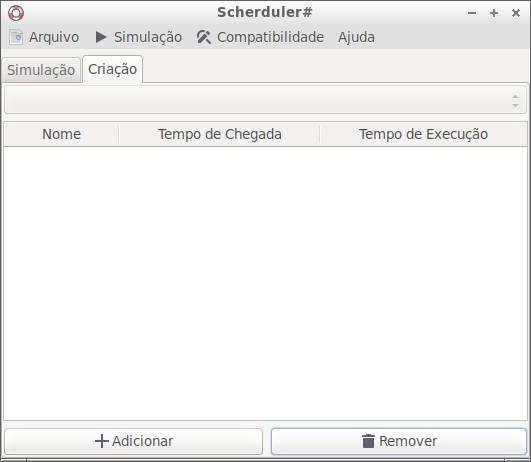 Scherduler#
Arquivo Simulação Compatibilidade Ajuda
Simulação Criação
Nome Tempo de Chegada Tempo de Execução
Adicionar Remover